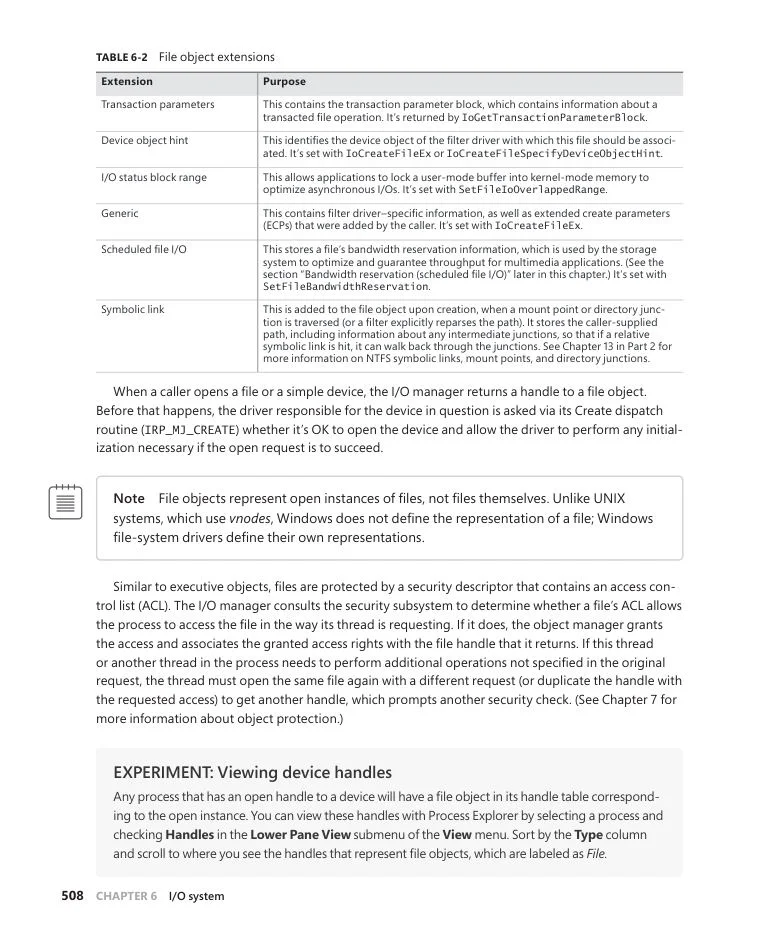 TABLE 6-2 File object extensions
Extension Purpose
Transaction parameters This contains the transaction parameter block, which contains information about a
transacted file operation. It's returned by IoGetTransactionParameterBlock.
Device object hint This identifies the device object of the filter driver with which this file should be associ-
ated. It's set with IoCreateFileEx or IoCreateFileSpecifyDeviceObjectHint.
I/O status block range This allows applications to lock a user-mode buffer into kernel-mode memory to
optimize asynchronous I/Os. It's set with SetFileIoOverlappedRange.
Generic This contains filter driver–specific information, as well as extended create parameters
(ECPs) that were added by the caller. It's set with IoCreateFileEx.
Scheduled file I/O This stores a file's bandwidth reservation information, which is used by the storage
system to optimize and guarantee throughput for multimedia applications. (See the
section "Bandwidth reservation (scheduled file I/O)" later in this chapter.) It's set with
SetFileBandwidthReservation.
Symbolic link This is added to the file object upon creation, when a mount point or directory junc-
tion is traversed (or a filter explicitly reparses the path). It stores the caller-supplied
path, including information about any intermediate junctions, so that if a relative
symbolic link is hit, it can walk back through the junctions. See Chapter 13 in Part 2 for
more information on NTFS symbolic links, mount points, and directory junctions.
When a caller opens a file or a simple device, the I/O manager returns a handle to a file object.
Before that happens, the driver responsible for the device in question is asked via its Create dispatch
routine (IRP_MJ_CREATE) whether it's OK to open the device and allow the driver to perform any initial-
ization necessary if the open request is to succeed.
Note File objects represent open instances of files, not files themselves. Unlike UNIX
systems, which use vnodes, Windows does not define the representation of a file; Windows
file-system drivers define their own representations.
Similar to executive objects, files are protected by a security descriptor that contains an access con-
trol list (ACL). The I/O manager consults the security subsystem to determine whether a file's ACL allows
the process to access the file in the way its thread is requesting. If it does, the object manager grants
the access and associates the granted access rights with the file handle that it returns. If this thread
or another thread in the process needs to perform additional operations not specified in the original
request, the thread must open the same file again with a different request (or duplicate the handle with
the requested access) to get another handle, which prompts another security check. (See Chapter 7 for
more information about object protection.)
EXPERIMENT: Viewing device handles
Any process that has an open handle to a device will have a file object in its handle table correspond-
ing to the open instance. You can view these handles with Process Explorer by selecting a process and
checking Handles in the Lower Pane View submenu of the View menu. Sort by the Type column
and scroll to where you see the handles that represent file objects, which are labeled as File.
508 CHAPTER 6 I/O system